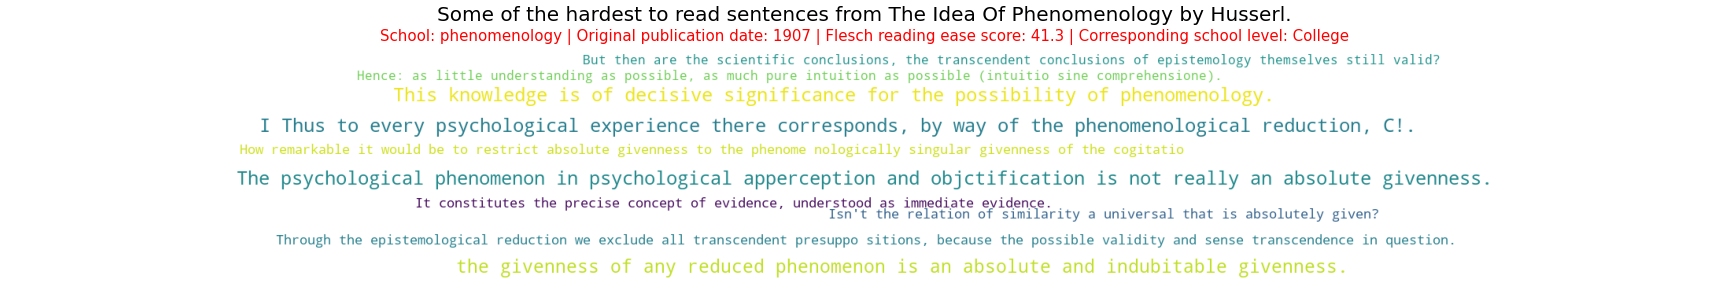 Some of the hardest to read sentences from The Idea Of Phenomenology by Husserl.
School: phenomenology | Original publication date: 1907 | Flesch reading ease score: 41.3 | Corresponding school level: College
But then are the scientific conclusions, the transcendent conclusions of epistemology themselves still valid?
Hence: as little understanding as possible, as much pure intuition as possible (intuitio sine comprehensione).
This knowledge is of decisive significance for the possibility of phenomenology.
I Thus to every psychological experience there corresponds, by way of the phenomenological reduction, C!.
How remarkable it would be to restrict absolute givenness to the phenome nologically singular givenness of the cogitatio
The psychological phenomenon in psychological apperception and objctification is not really an absolute givenness.
It constitutes the precise concept of evidence, understood as immediate evidence.
Isn't the relation of similarity a universal that is absolutely given?
Through the epistemological reduction we exclude all transcendent presuppo sitions, because the possible validity and sense transcendence in question.
the givenness of any reduced phenomenon is an absolute and indubitable givenness.